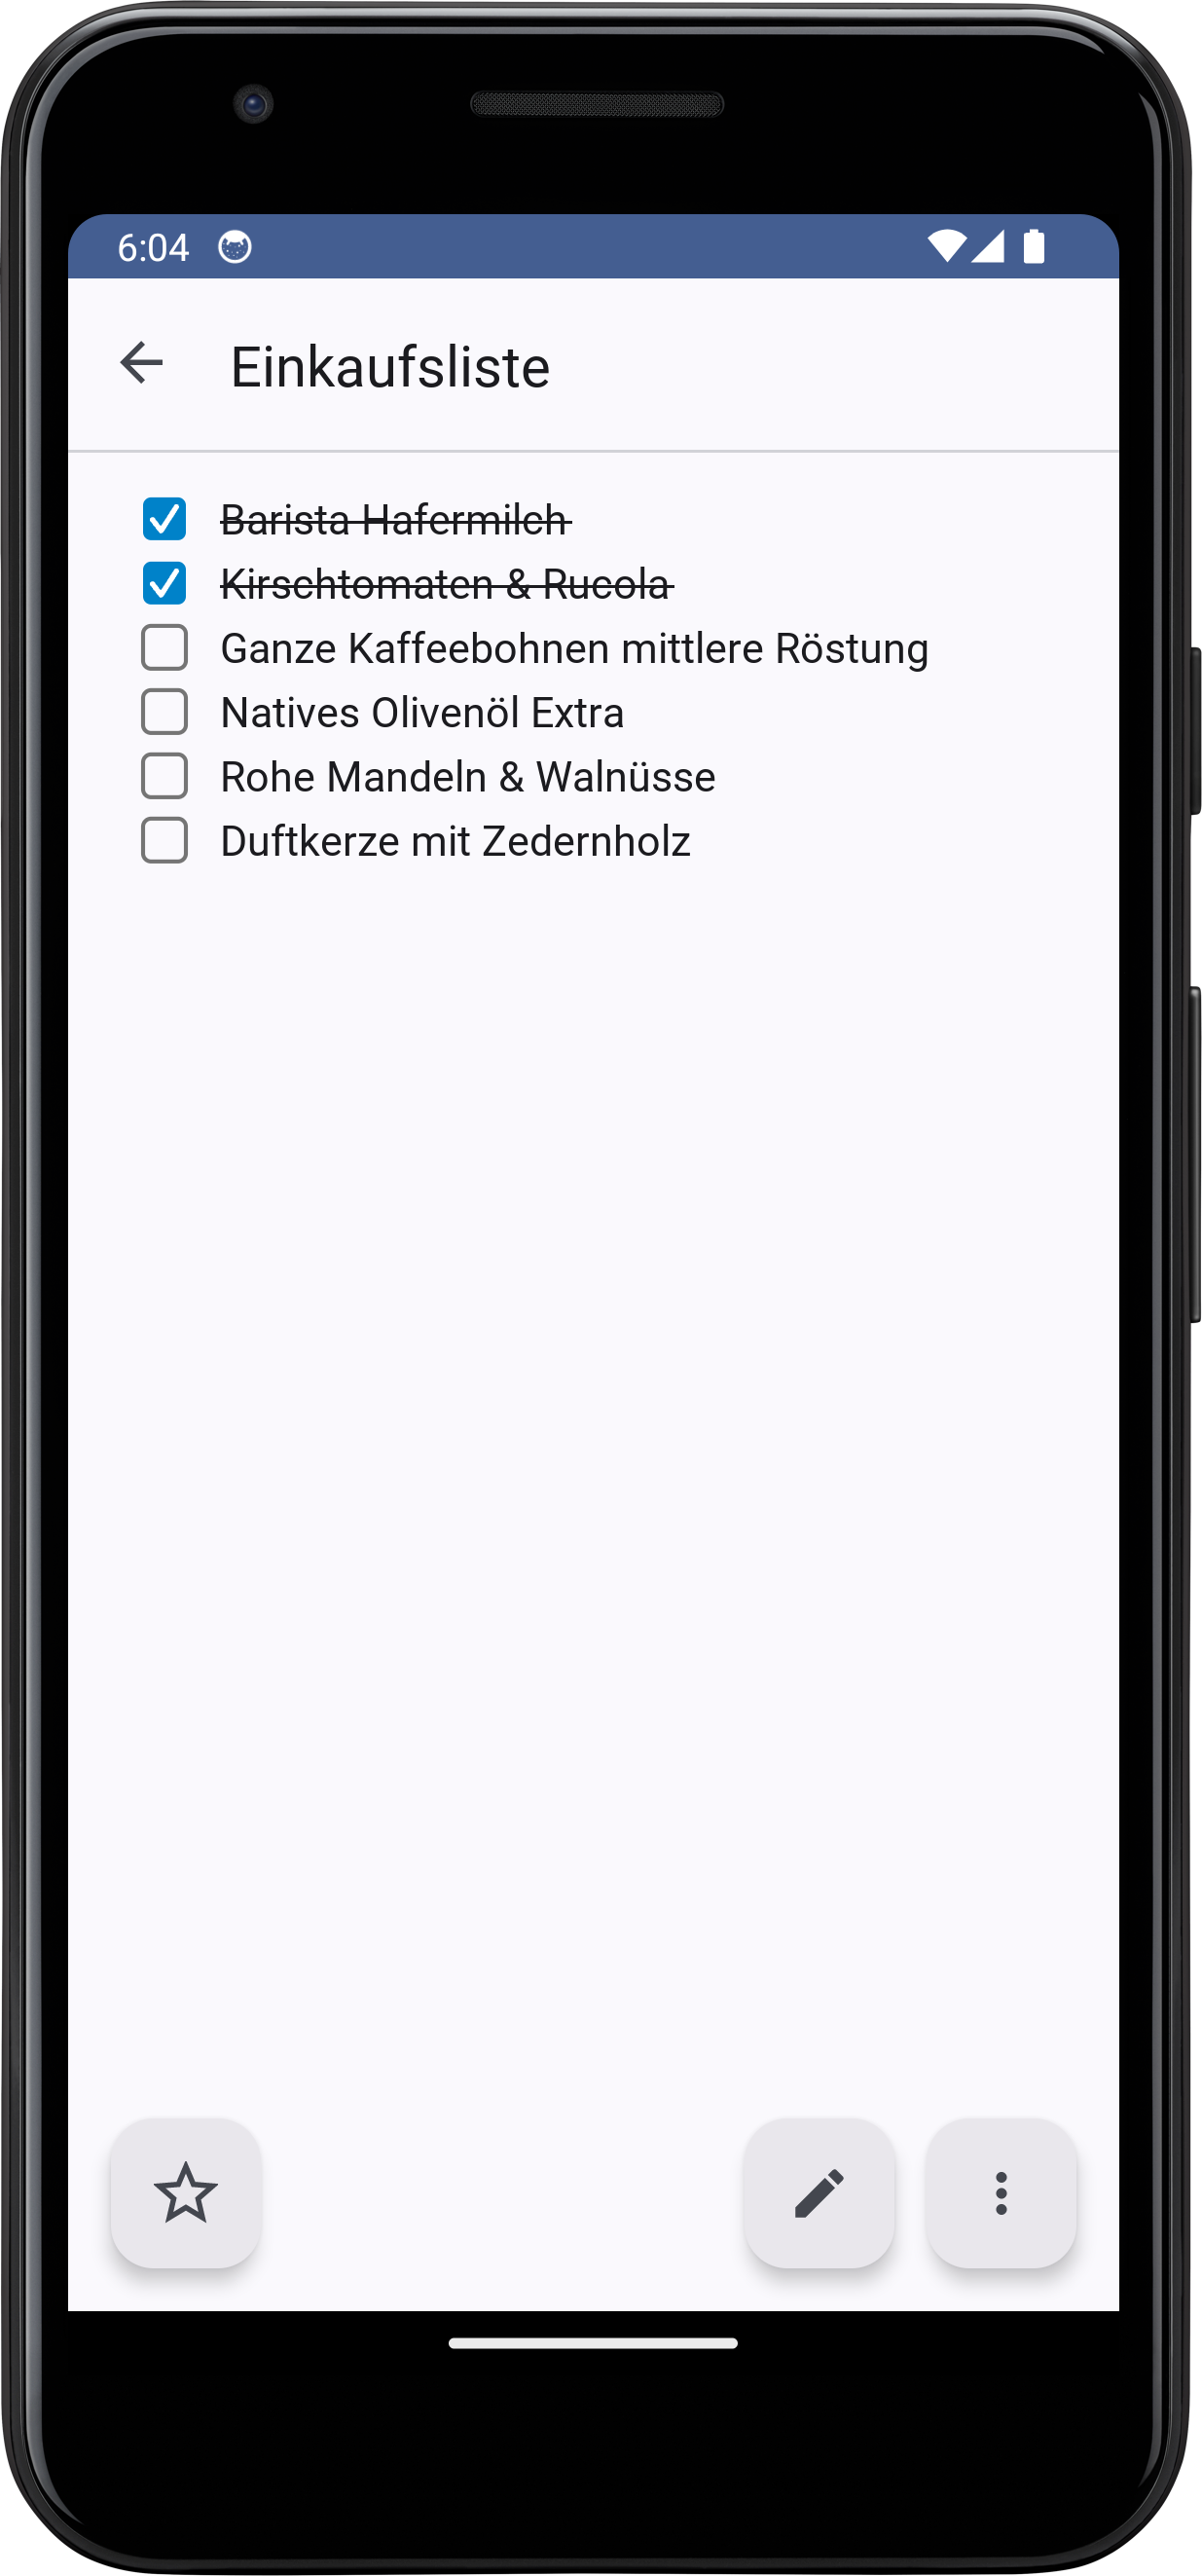 6:04
Einkaufsliste
Barista Hafermilch
Kirschtomaten & Rucola
Ganze Kaffeebohnen mittlere Röstung
Natives Olivenöl Extra
Rohe Mandeln & Walnüsse
Duftkerze mit Zedernholz